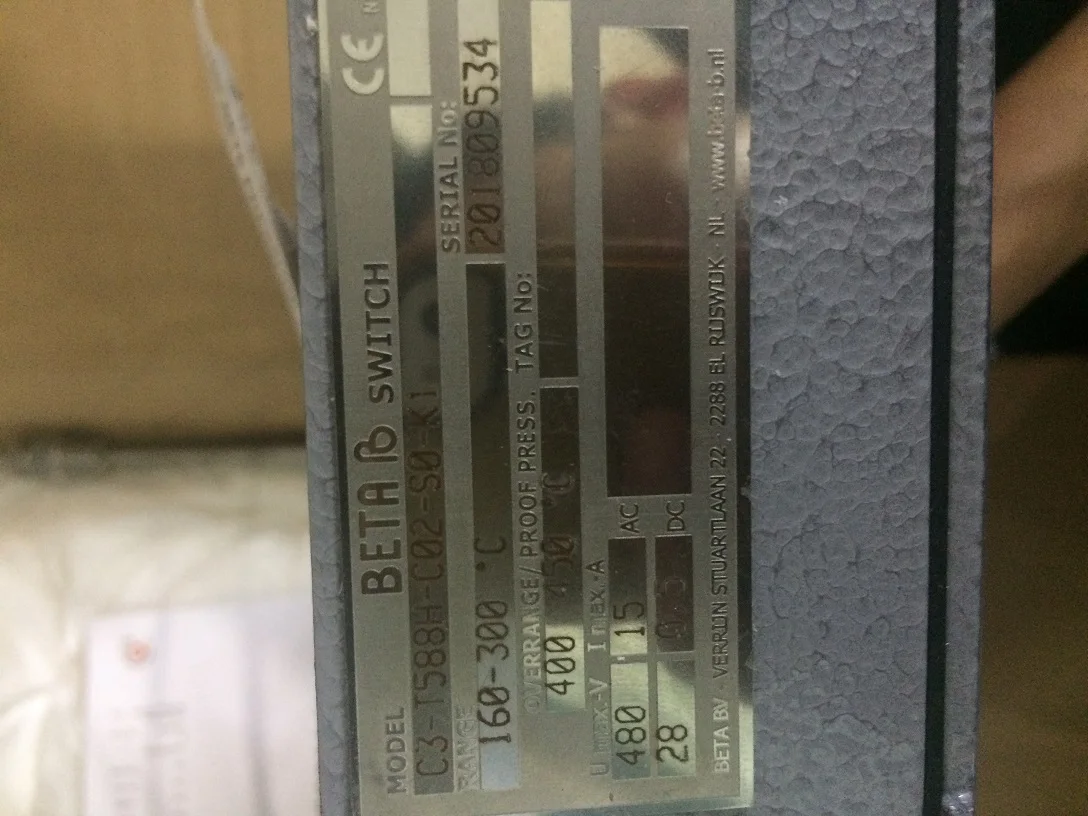 BETA SWITCH CE
MODEL
C3-T588H-C02-S0-K1
RANGE SERIAL No:
160-300 °C 201809534
OVERRANGE/PROOF PRESS. TAG No:
400 450 °C
U max.-V I max.-A
480 15 AC
28 0.5 DC
BETA BV - VERRIJN STUARTLAAN 22 - 2288 EL RIJSWIJK - NL - www.beta-b.nl